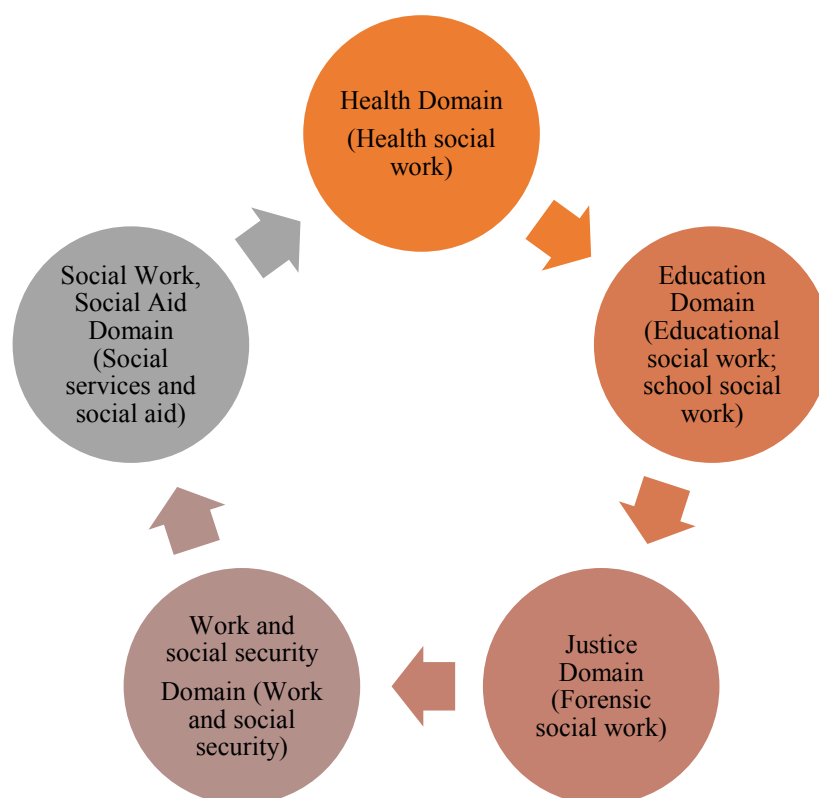 Health Domain
(Health social
work)
Education
Domain
(Educational
social work;
school social
work)
Justice
Domain
(Forensic
social work)
Work and
social security
Domain (Work
and social
security)
Social Work,
Social Aid
Domain
(Social
services and
social aid)